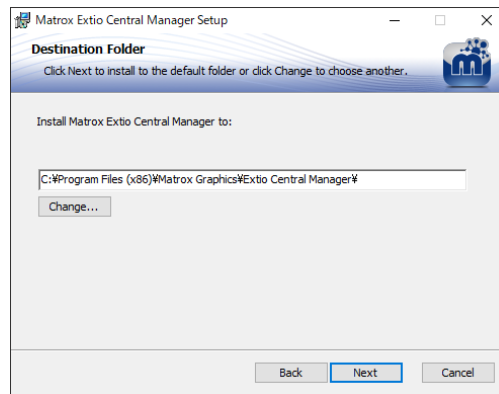 Matrox Extio Central Manager Setup
Destination Folder
Click Next to install to the default folder or click Change to choose another.
m
Install Matrox Extio Central Manager to:
C:¥Program Files (x86)¥Matrox Graphics¥Extio Central Manager¥
Change...
Back Next Cancel